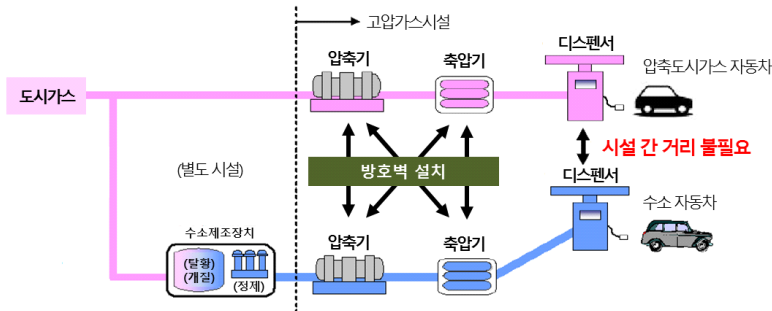 고압가스시설
압축기
축압기
디스펜서
압축도시가스 자동차
도시가스
시설 간 거리 불필요
(별도 시설)
방호벽 설치
디스펜서
수소 자동차
수소제조장치
압축기
축압기
(탈황)
(개질)
(정제)